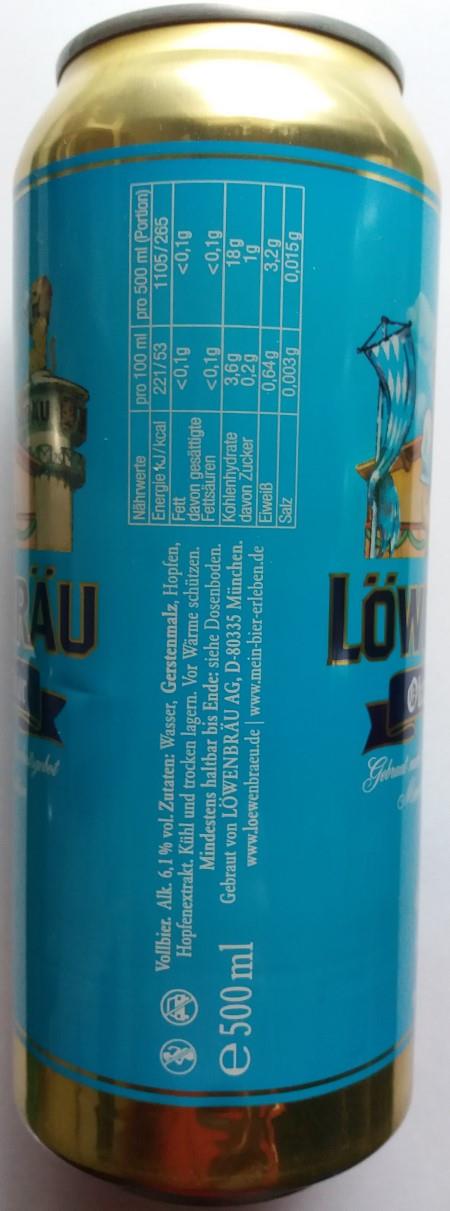 Nährwerte pro 100 ml pro 500 ml (Portion)
Energie kJ/kcal 221/53 1105/265
Fett <0,1g <0,1g
davon gesättigte
Fettsäuren <0,1g <0,1g
Kohlenhydrate 3,6g 18g
davon Zucker 0,2g 1g
Eiweiß 0,64g 3,2g
Salz 0,003g 0,015g
Vollbier. Alk. 6,1% vol. Zutaten: Wasser, Gerstenmalz, Hopfen,
Hopfenextrakt. Kühl und trocken lagern. Vor Wärme schützen.
Mindestens haltbar bis Ende: siehe Dosenboden.
Gebraut von LÖWENBRÄU AG, D-80335 München.
www.loewenbraeu.de | www.mein-bier-erleben.de
e 500 ml
RÄU
LÖW